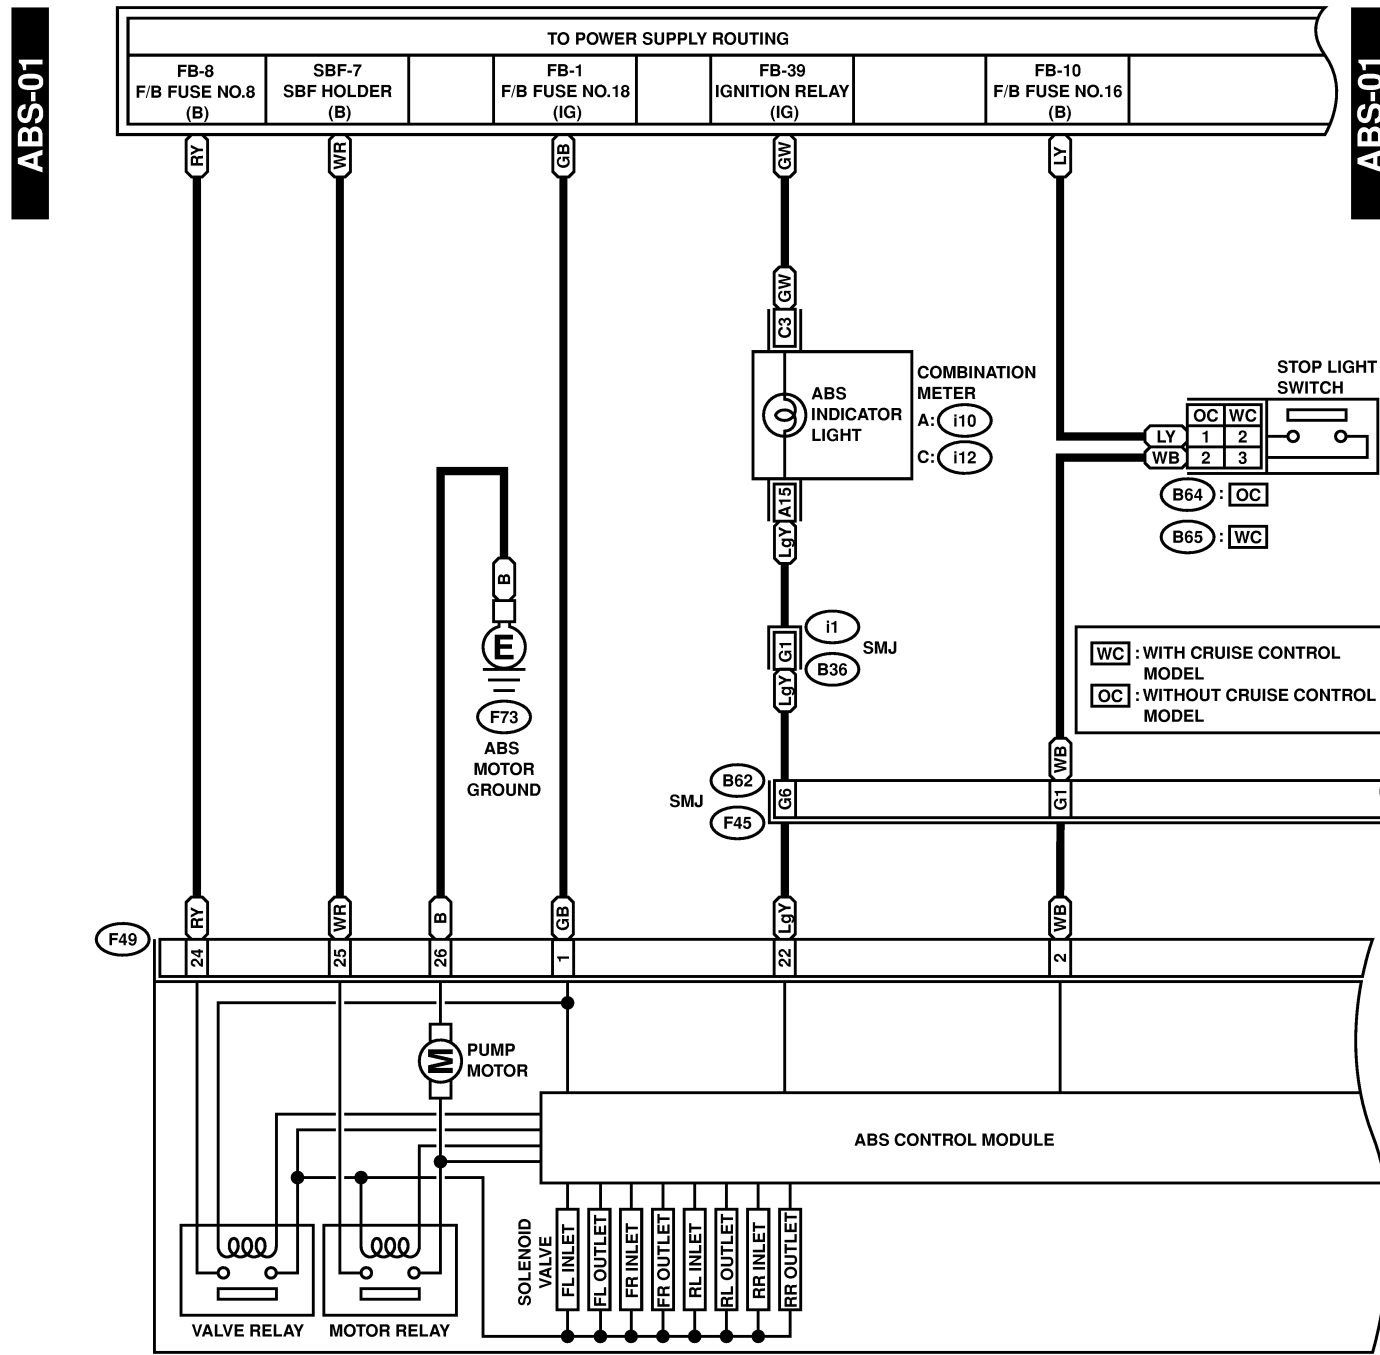 ABS-01
ABS-01
TO POWER SUPPLY ROUTING
FB-8
F/B FUSE NO.8
(B)
SBF-7
SBF HOLDER
(B)
FB-1
F/B FUSE NO.18
(IG)
FB-39
IGNITION RELAY
(IG)
FB-10
F/B FUSE NO.16
(B)
RY
WR
GB
GW
LY
GW
C3
ABS
INDICATOR
LIGHT
COMBINATION
METER
A: i10
C: i12
A15
LgY
STOP LIGHT
SWITCH
OC WC
LY 1 2
WB 2 3
B64 : OC
B65 : WC
B
E
F73
ABS
MOTOR
GROUND
i1
G1
SMJ
B36
LgY
WC : WITH CRUISE CONTROL
MODEL
OC : WITHOUT CRUISE CONTROL
MODEL
WB
B62
SMJ
F45
G6
G1
F49
RY
WR
B
GB
LgY
WB
24
25
26
1
22
2
M
PUMP
MOTOR
ABS CONTROL MODULE
SOLENOID
VALVE
FL INLET
FL OUTLET
FR INLET
FR OUTLET
RL INLET
RL OUTLET
RR INLET
RR OUTLET
VALVE RELAY
MOTOR RELAY